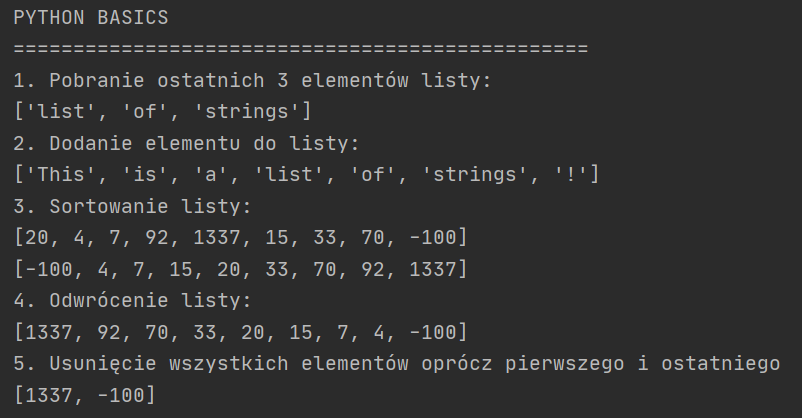 PYTHON BASICS
================================================
1. Pobranie ostatnich 3 elementów listy:
['list', 'of', 'strings']
2. Dodanie elementu do listy:
['This', 'is', 'a', 'list', 'of', 'strings', '!']
3. Sortowanie listy:
[20, 4, 7, 92, 1337, 15, 33, 70, -100]
[-100, 4, 7, 15, 20, 33, 70, 92, 1337]
4. Odwrócenie listy:
[1337, 92, 70, 33, 20, 15, 7, 4, -100]
5. Usunięcie wszystkich elementów oprócz pierwszego i ostatniego
[1337, -100]